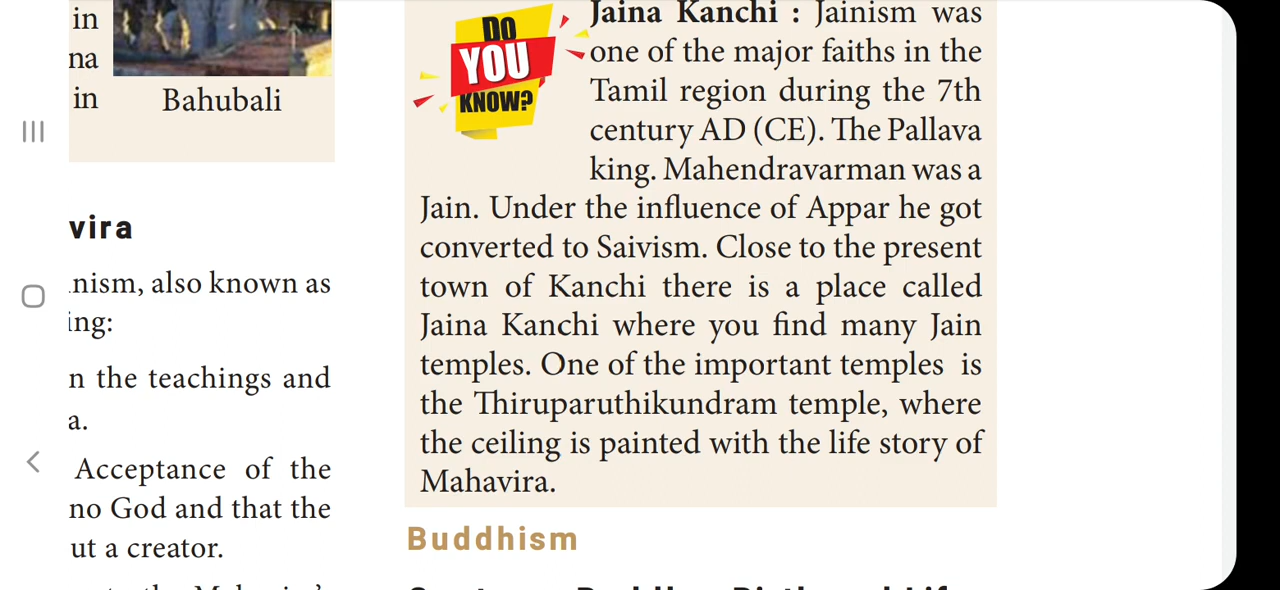 in
na
in
Bahubali
vira
nism, also known as
ing:
n the teachings and
a.
Acceptance of the
no God and that the
ut a creator.
DO
YOU
KNOW?
Jaina Kanchi : Jainism was
one of the major faiths in the
Tamil region during the 7th
century AD (CE). The Pallava
king. Mahendravarman was a
Jain. Under the influence of Appar he got
converted to Saivism. Close to the present
town of Kanchi there is a place called
Jaina Kanchi where you find many Jain
temples. One of the important temples is
the Thiruparuthikundram temple, where
the ceiling is painted with the life story of
Mahavira.
Buddhism